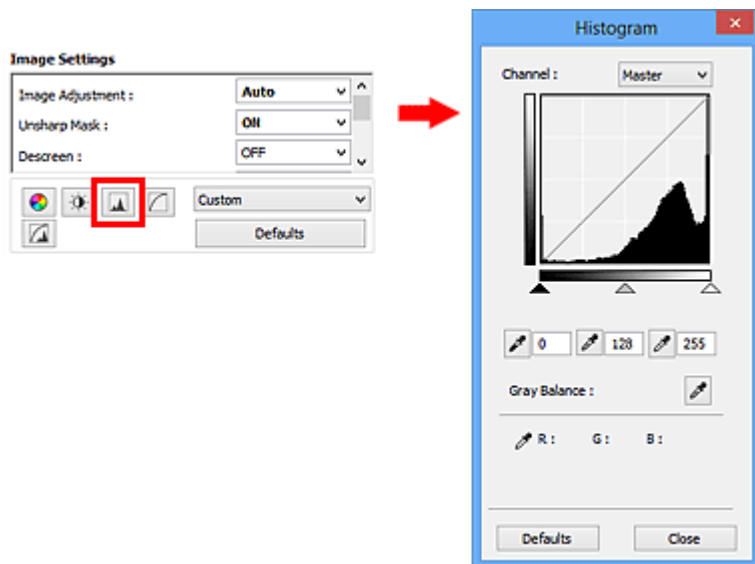 Image Settings
Image Adjustment : Auto
Unsharp Mask : ON
Descreen : OFF
Custom
Defaults
Histogram
Channel : Master
0 128 255
Gray Balance :
R : G : B :
Defaults Close